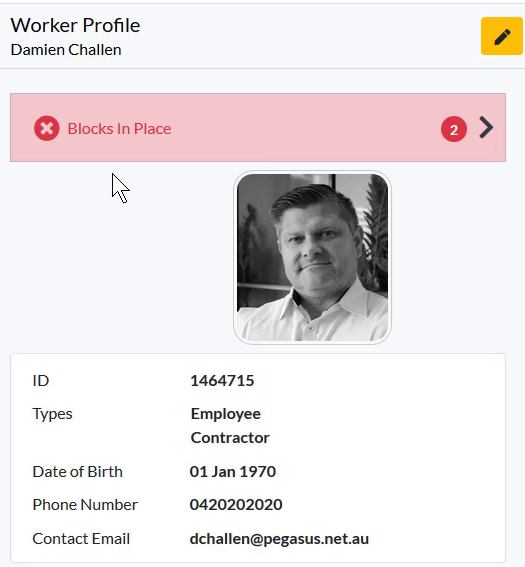 Worker Profile
Damien Challen
Blocks In Place 2
ID 1464715
Types Employee
Contractor
Date of Birth 01 Jan 1970
Phone Number 0420202020
Contact Email dchallen@pegasus.net.au